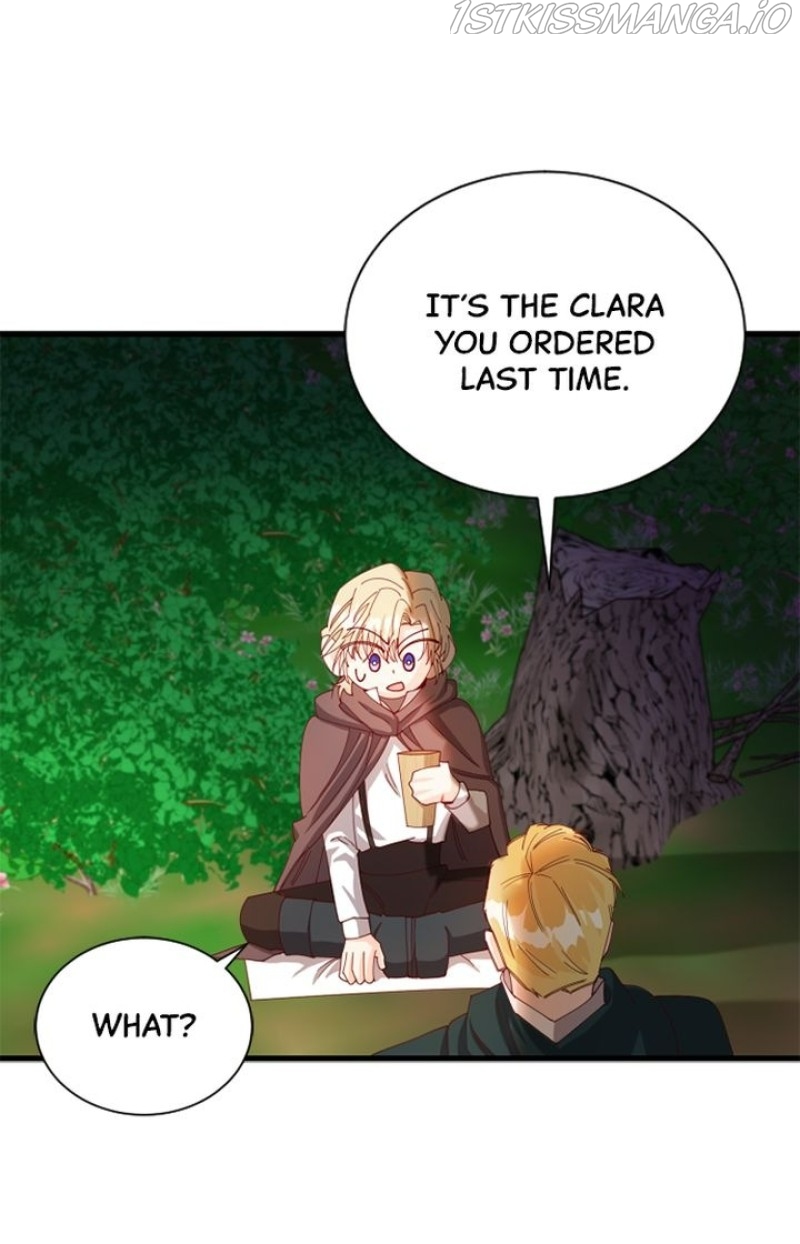 1STKISSMANGA.IO
IT'S THE CLARA
YOU ORDERED
LAST TIME.
WHAT?